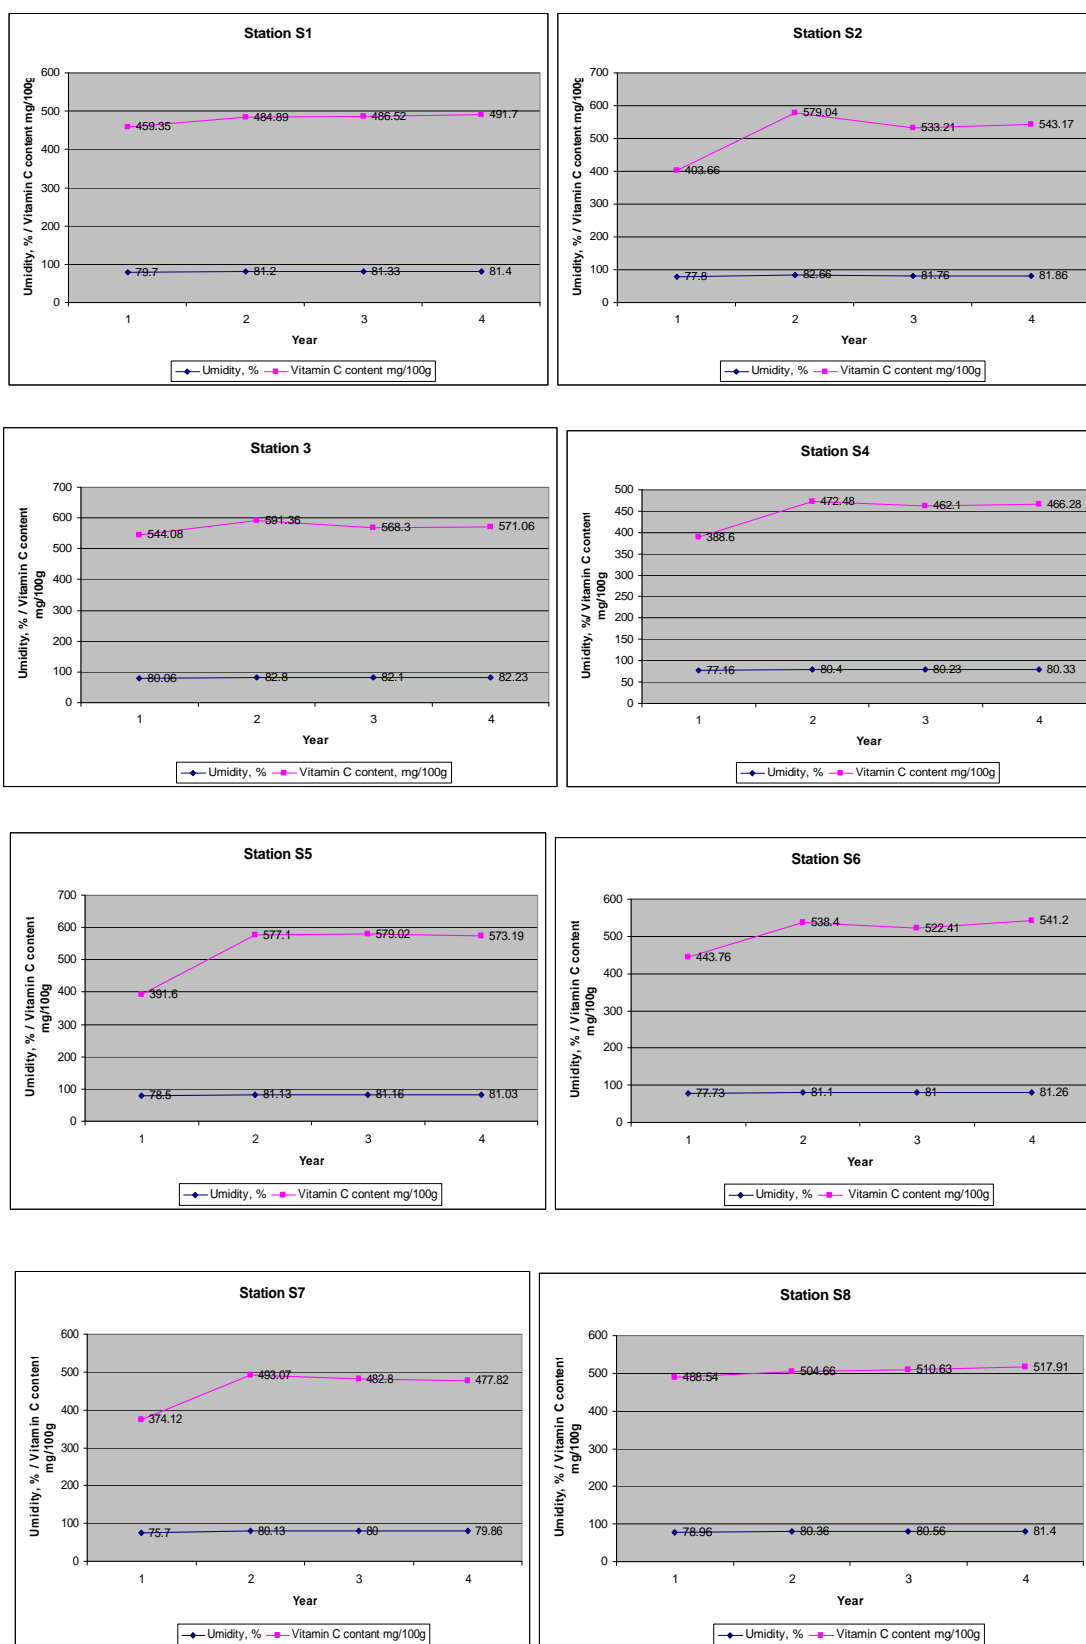 Station S1
Umidity, % / Vitamin C content mg/100g
600
500
400
300
200
100
0
459.35
484.89
486.52
491.7
79.7
81.2
81.33
81.4
1 2 3 4
Year
Umidity, % Vitamin C content mg/100g
Station S2
Umidity, % / Vitamin C content mg/100g
700
600
500
400
300
200
100
0
403.66
579.04
533.21
543.17
77.8
82.66
81.76
81.86
1 2 3 4
Year
Umidity, % Vitamin C content mg/100g
Station 3
Umidity, % / Vitamin C content
mg/100g
700
600
500
400
300
200
100
0
544.08
591.36
568.3
571.06
80.06
82.8
82.1
82.23
1 2 3 4
Year
Umidity, % Vitamin C content, mg/100g
Station S4
Umidity, %/ Vitamin C content
mg/100g
500
450
400
350
300
250
200
150
100
50
0
388.6
472.48
462.1
466.28
77.16
80.4
80.23
80.33
1 2 3 4
Year
Umidity, % Vitamin C content mg/100g
Station S5
Umidity, % / Vitamin C content
mg/100g
700
600
500
400
300
200
100
0
391.6
577.1
579.02
573.19
78.5
81.13
81.16
81.03
1 2 3 4
Year
Umidity, % Vitamin C content mg/100g
Station S6
Umidity, % / Vitamin C content
mg/100g
600
500
400
300
200
100
0
443.76
538.4
522.41
541.2
77.73
81.1
81
81.26
1 2 3 4
Year
Umidity, % Vitamin C content mg/100g
Station S7
Umidity, % / Vitamin C content
mg/100g
600
500
400
300
200
100
0
374.12
493.07
482.8
477.82
75.7
80.13
80
79.86
1 2 3 4
Year
Umidity, % Vitamin C contant mg/100g
Station S8
Umidity, % / Vitamin C content
mg/100g
600
500
400
300
200
100
0
488.54
504.66
510.63
517.91
78.96
80.36
80.56
81.4
1 2 3 4
Year
Umidity, % Vitamin C content mg/100g